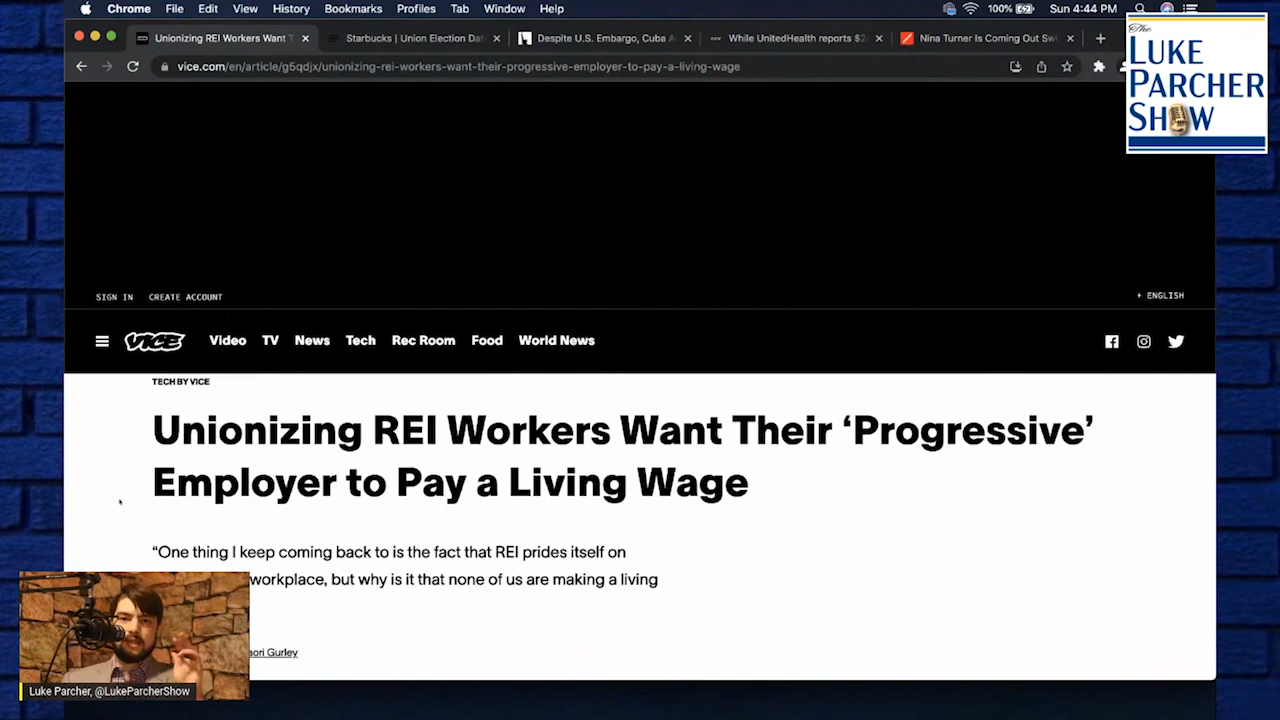 Chrome File Edit View History Bookmarks Profiles Tab Window Help 100% Sun 4:44 PM
Unionizing REI Workers Want T Starbucks | Union Election Dat Despite U.S. Embargo, Cuba A While UnitedHealth reports $2 Nina Turner Is Coming Out Sw
vice.com/en/article/g5qdjx/unionizing-rei-workers-want-their-progressive-employer-to-pay-a-living-wage
The
LUKE
PARCHER
SHOW
SIGN IN CREATE ACCOUNT + ENGLISH
VICE Video TV News Tech Rec Room Food World News
TECH BY VICE
Unionizing REI Workers Want Their ‘Progressive’
Employer to Pay a Living Wage
“One thing I keep coming back to is the fact that REI prides itself on
workplace, but why is it that none of us are making a living
aori Gurley
Luke Parcher, @LukeParcherShow